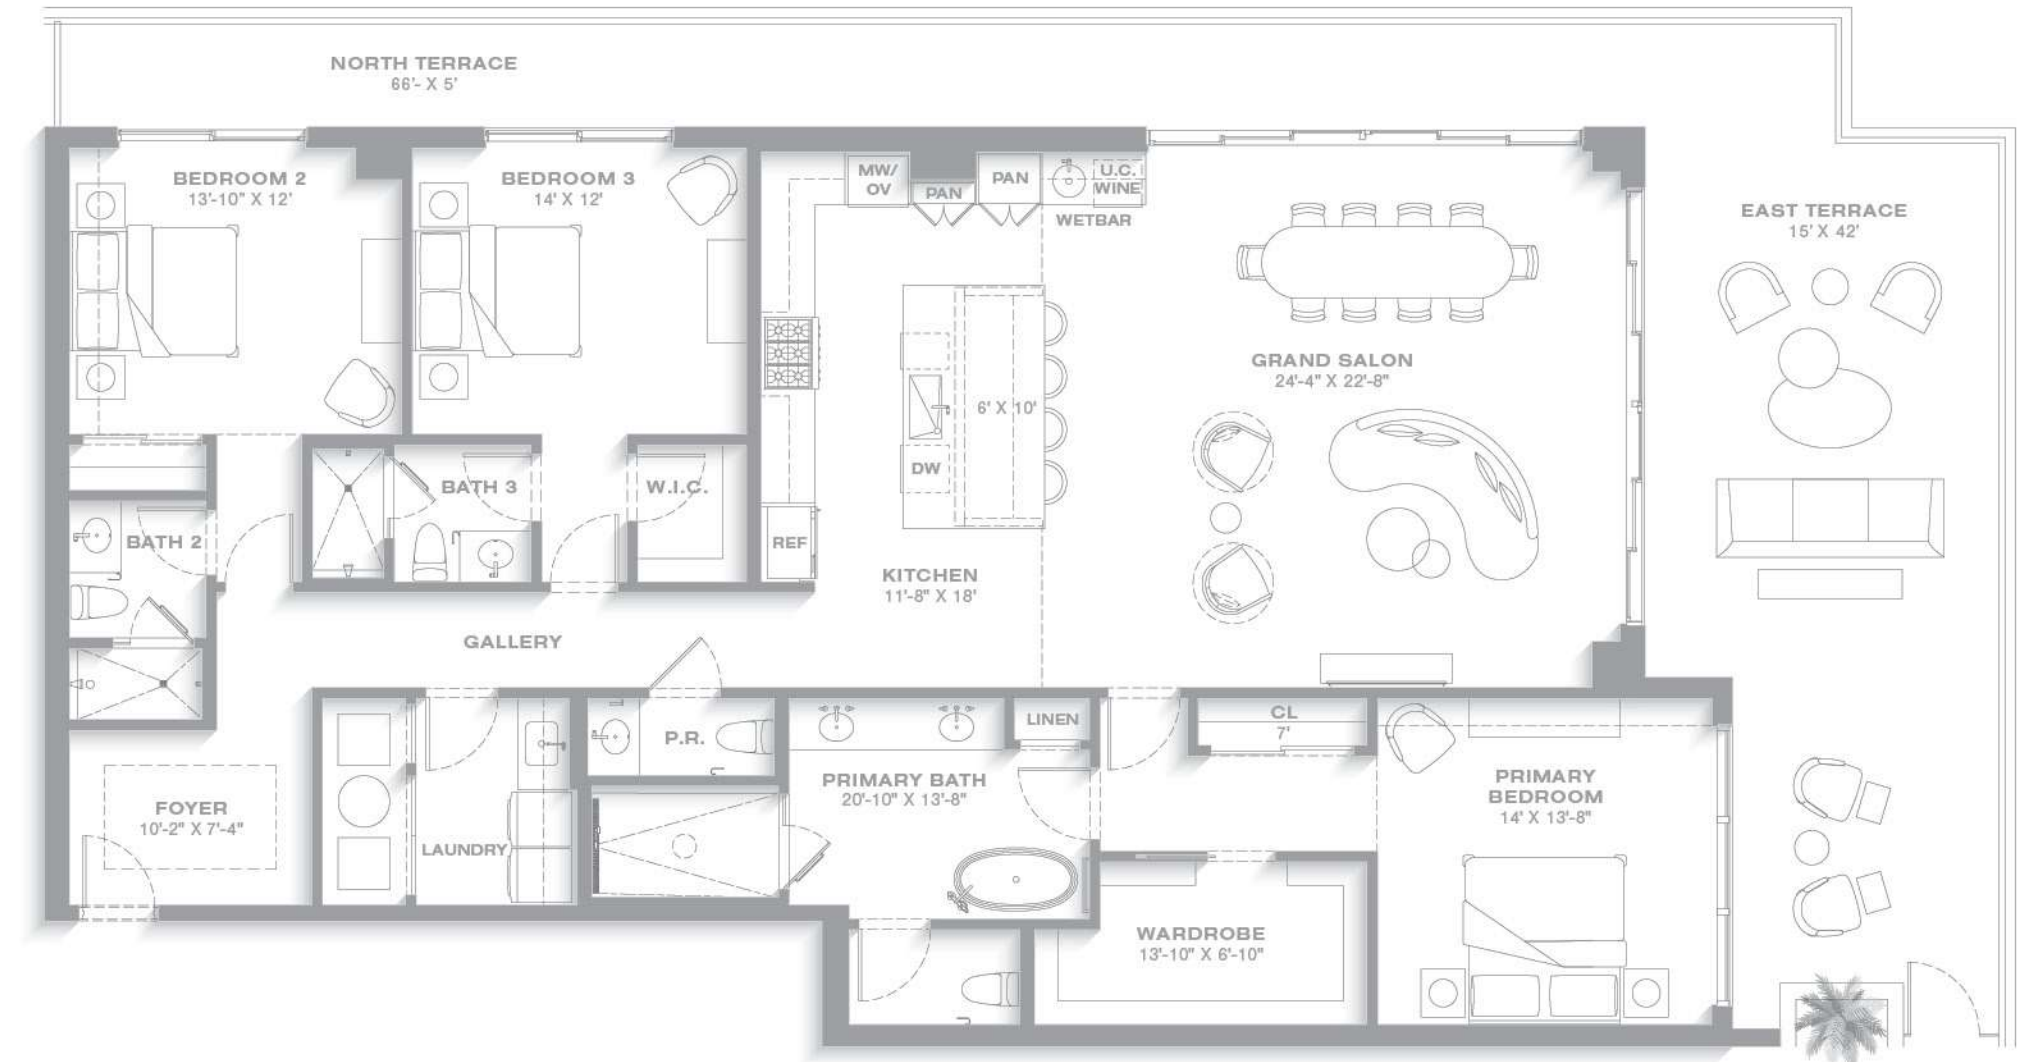 NORTH TERRACE
66'- X 5'
BEDROOM 2
13'-10" X 12'
BEDROOM 3
14' X 12'
MW/
OV
PAN
PAN
U.C.
WINE
WETBAR
EAST TERRACE
15' X 42'
GRAND SALON
24'-4" X 22'-8"
6' X 10'
DW
BATH 3
W.I.C.
BATH 2
REF
KITCHEN
11'-8" X 18'
GALLERY
LINEN
CL
7'
P.R.
PRIMARY BATH
20'-10" X 13'-8"
PRIMARY
BEDROOM
14' X 13'-8"
FOYER
10'-2" X 7'-4"
LAUNDRY
WARDROBE
13'-10" X 6'-10"